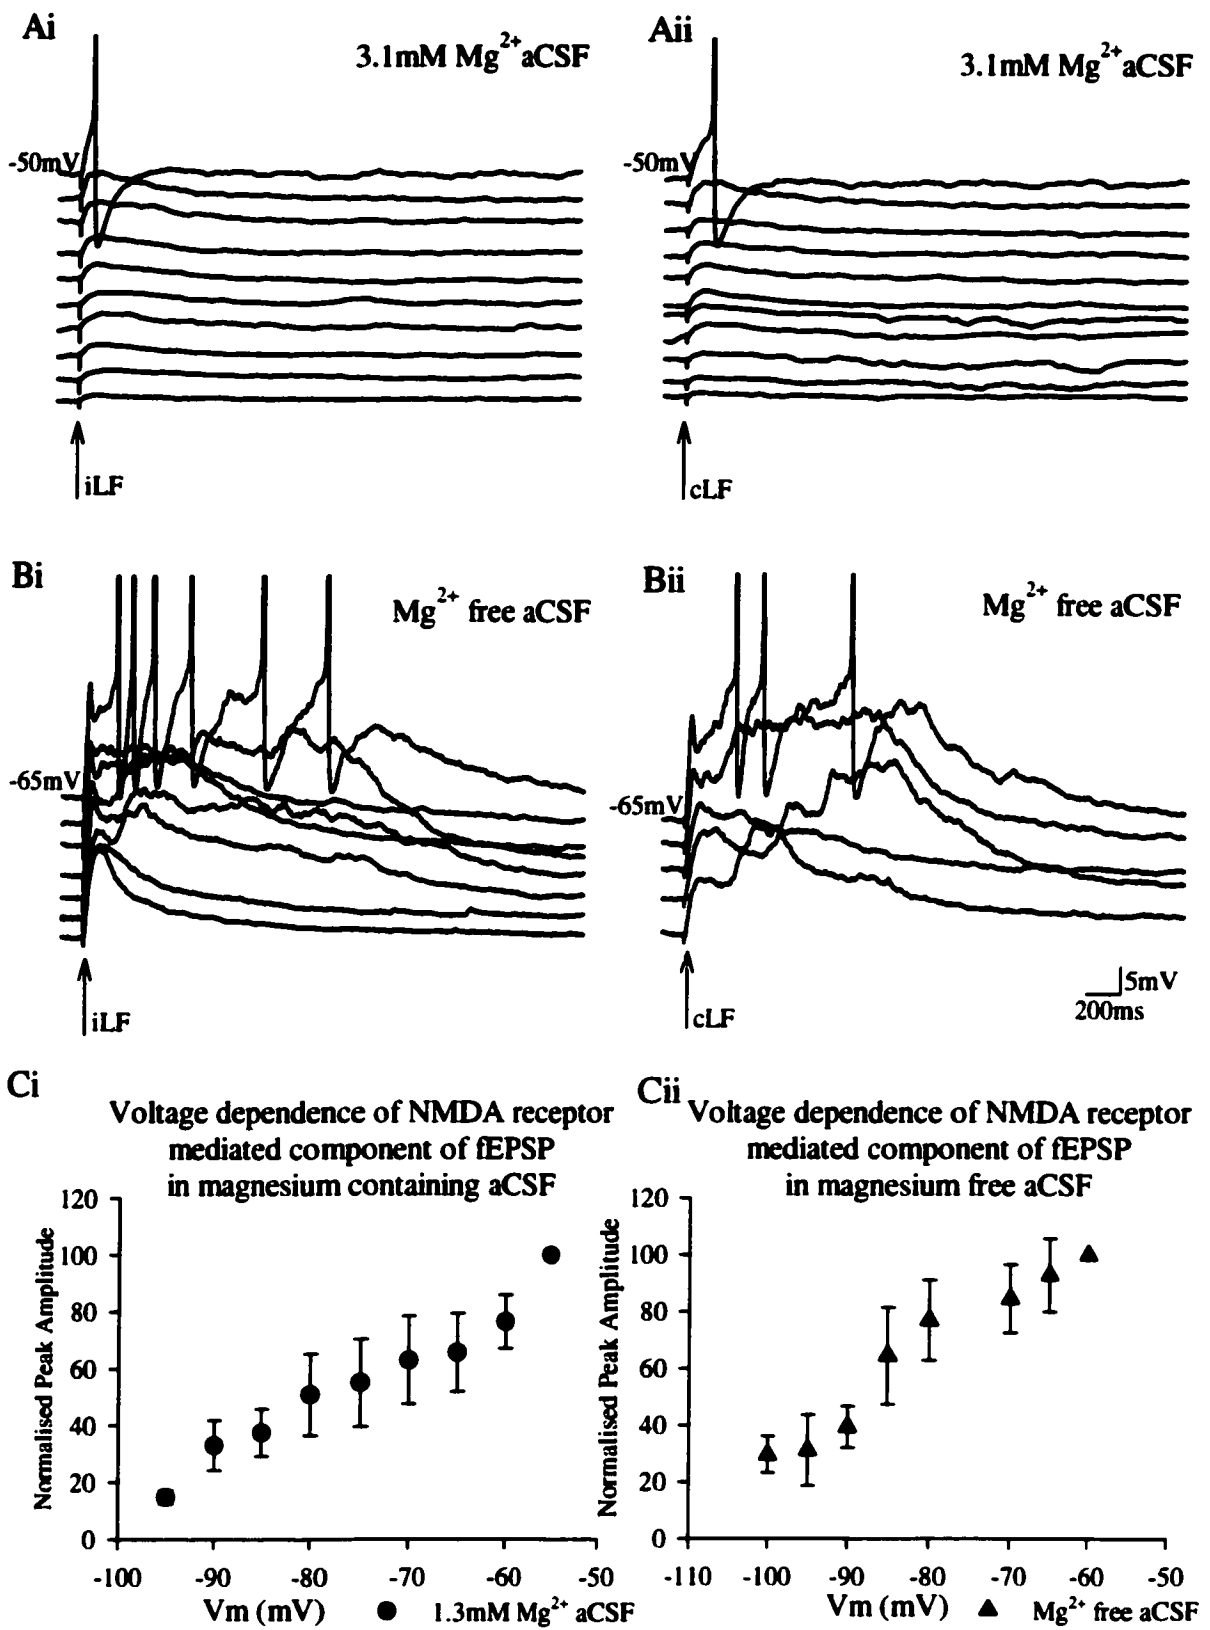 Ai
3.1mM Mg²⁺aCSF
-50mV
iLF
Aii
3.1mM Mg²⁺aCSF
-50mV
cLF
Bi
Mg²⁺ free aCSF
-65mV
iLF
Bii
Mg²⁺ free aCSF
-65mV
cLF
5mV
200ms
Ci
Voltage dependence of NMDA receptor
mediated component of fEPSP
in magnesium containing aCSF
Normalised Peak Amplitude
120
100
80
60
40
20
0
-100 -90 -80 -70 -60 -50
Vm (mV) ● 1.3mM Mg²⁺ aCSF
Cii
Voltage dependence of NMDA receptor
mediated component of fEPSP
in magnesium free aCSF
Normalised Peak Amplitude
120
100
80
60
40
20
0
-110 -100 -90 -80 -70 -60 -50
Vm (mV) ▲ Mg²⁺ free aCSF